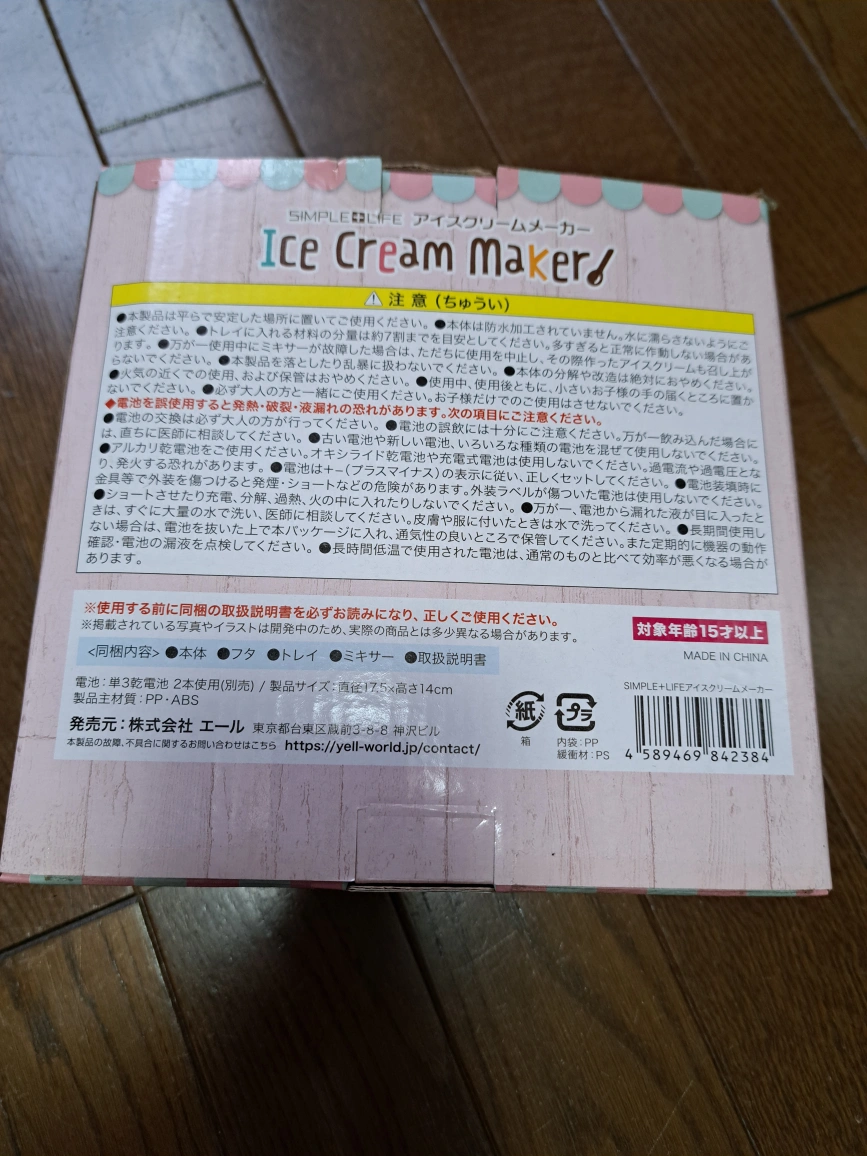 SIMPLE+LIFE アイスクリームメーカー
Ice Cream Maker
注意(ちゅうい)
●本製品は平らで安定した場所に置いてご使用ください。●本体は防水加工されていません。水に濡らさないようにご
注意ください。●トレイに入れる材料の分量は約7割までを目安としてください。多すぎると正常に作動しない場合があ
ります。●万が一使用中にミキサーが故障した場合は、ただちに使用を中止し、その際作ったアイスクリームも召し上が
らないでください。●本製品を落としたり乱暴に扱わないでください。●本体の分解や改造は絶対におやめください。
●火気の近くでの使用、および保管はおやめください。●使用中、使用後ともに、小さいお子様の手の届くところに置か
ないでください。●必ず大人の方と一緒にご使用ください。お子様だけでのご使用はさせないでください。
◆電池を誤使用すると発熱・破裂・液漏れの恐れがあります。次の項目にご注意ください。
●電池の交換は必ず大人の方が行ってください。●電池の誤飲には十分にご注意ください。万が一飲み込んだ場合に
は、直ちに医師に相談してください。●古い電池や新しい電池、いろいろな種類の電池を混ぜて使用しないでください。
●アルカリ乾電池をご使用ください。オキシライド乾電池や充電式電池は使用しないでください。過電流や過電圧とな
り、発火する恐れがあります。●電池は+-(プラスマイナス)の表示に従い、正しくセットしてください。●電池装填時に
金具等で外装を傷つけると発煙・ショートなどの危険があります。外装ラベルが傷ついた電池は使用しないでください。
●ショートさせたり充電、分解、過熱、火の中に入れたりしないでください。●万が一、電池から漏れた液が目に入ったと
きは、すぐに大量の水で洗い、医師に相談してください。皮膚や服に付いたときは水で洗ってください。●長期間使用し
ない場合は、電池を抜いた上で本パッケージに入れ、通気性の良いところで保管してください。また定期的に機器の動作
確認・電池の漏液を点検してください。●長時間低温で使用された電池は、通常のものと比べて効率が悪くなる場合が
あります。
※使用する前に同梱の取扱説明書を必ずお読みになり、正しくご使用ください。
※掲載されている写真やイラストは開発中のため、実際の商品とは多少異なる場合があります。
対象年齢15才以上
<同梱内容> ●本体 ●フタ ●トレイ ●ミキサー ●取扱説明書
MADE IN CHINA
電池:単3乾電池 2本使用(別売) / 製品サイズ:直径17.5×高さ14cm
製品主材質:PP・ABS
発売元:株式会社 エール 東京都台東区蔵前3-8-8 神沢ビル
本製品の故障、不具合に関するお問い合わせはこちら https://yell-world.jp/contact/
紙
箱
プラ
内袋:PP
緩衝材:PS
SIMPLE+LIFEアイスクリームメーカー
4 589469 842384